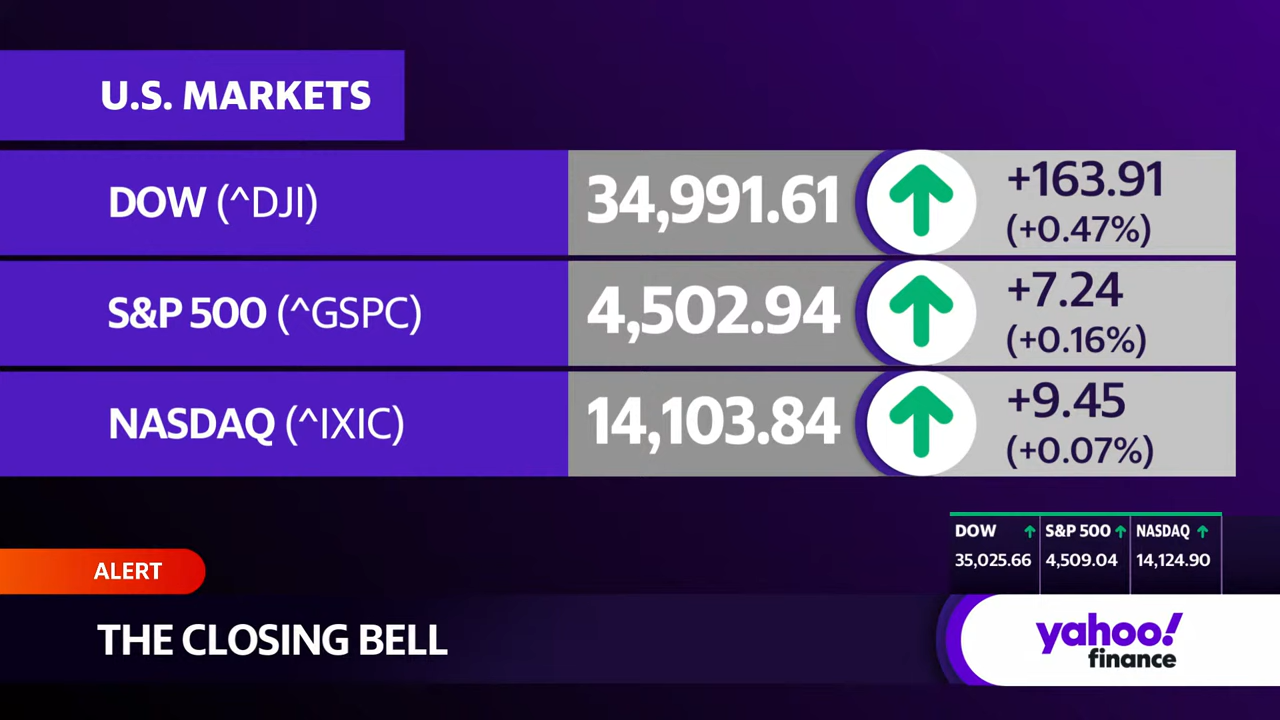 U.S. MARKETS
DOW (^DJI) 34,991.61 +163.91
(+0.47%)
S&P 500 (^GSPC) 4,502.94 +7.24
(+0.16%)
NASDAQ (^IXIC) 14,103.84 +9.45
(+0.07%)
DOW S&P 500 NASDAQ
35,025.66 4,509.04 14,124.90
ALERT
THE CLOSING BELL
yahoo!
finance